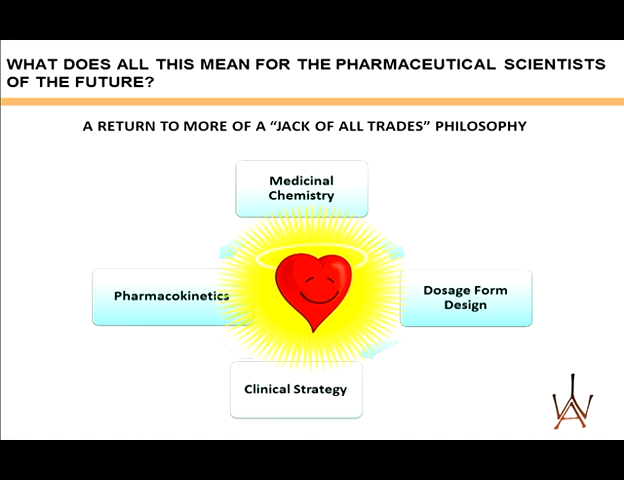 WHAT DOES ALL THIS MEAN FOR THE PHARMACEUTICAL SCIENTISTS
OF THE FUTURE?
A RETURN TO MORE OF A “JACK OF ALL TRADES” PHILOSOPHY
Medicinal
Chemistry
Pharmacokinetics
Dosage Form
Design
Clinical Strategy